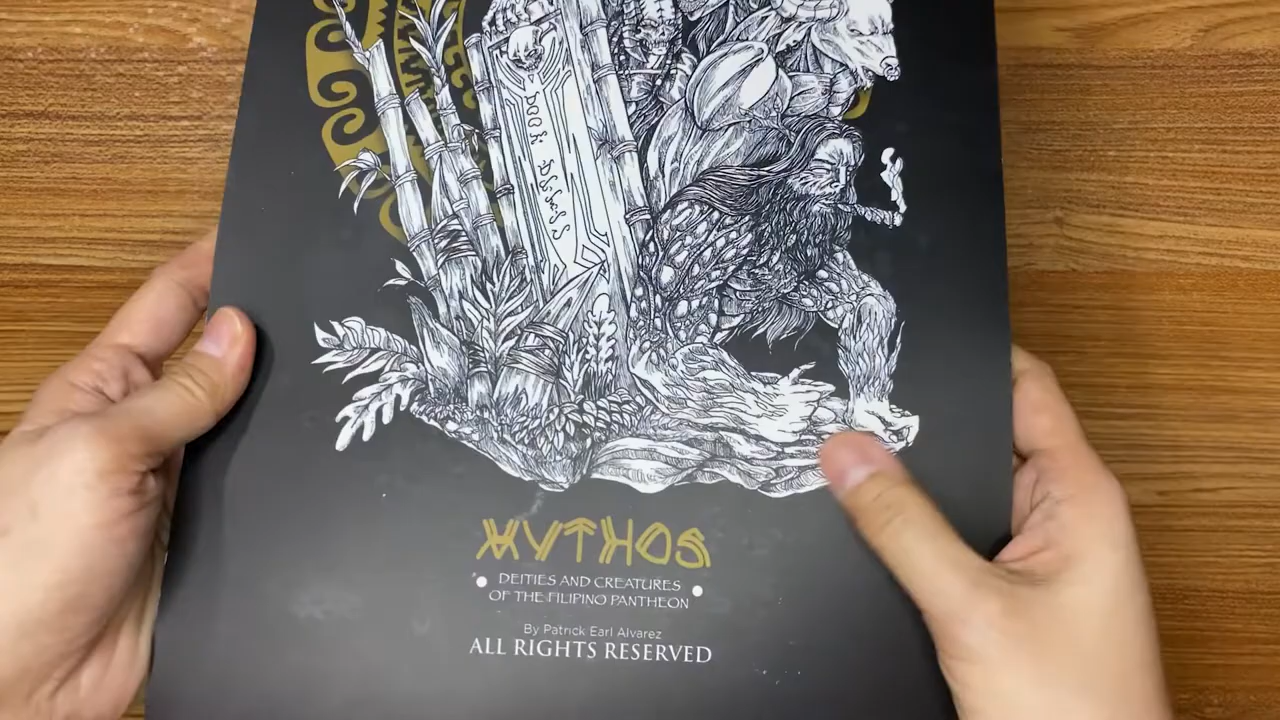 MYTHOS
DEITIES AND CREATURES
OF THE FILIPINO PANTHEON
By Patrick Earl Alvarez
ALL RIGHTS RESERVED